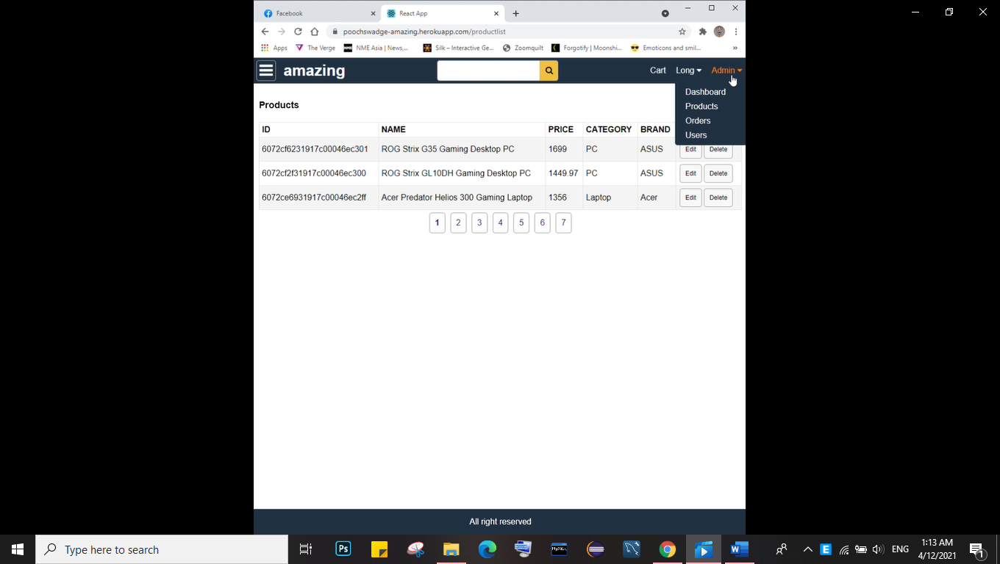 Facebook
React App
poochswadge-amazing.herokuapp.com/productlist
Apps The Verge NME Asia | News,... Silk – Interactive Ge... Zoomquilt Forgotify | Moonshi... Emoticons and smil... »
amazing
Cart Long Admin
Dashboard
Products
Orders
Users
Products
ID NAME PRICE CATEGORY BRAND
6072cf6231917c00046ec301 ROG Strix G35 Gaming Desktop PC 1699 PC ASUS Edit Delete
6072cf2f31917c00046ec300 ROG Strix GL10DH Gaming Desktop PC 1449.97 PC ASUS Edit Delete
6072ce6931917c00046ec2ff Acer Predator Helios 300 Gaming Laptop 1356 Laptop Acer Edit Delete
1 2 3 4 5 6 7
All right reserved
Type here to search
Ps
MySQL
W
E
ENG
1:13 AM
4/12/2021
1